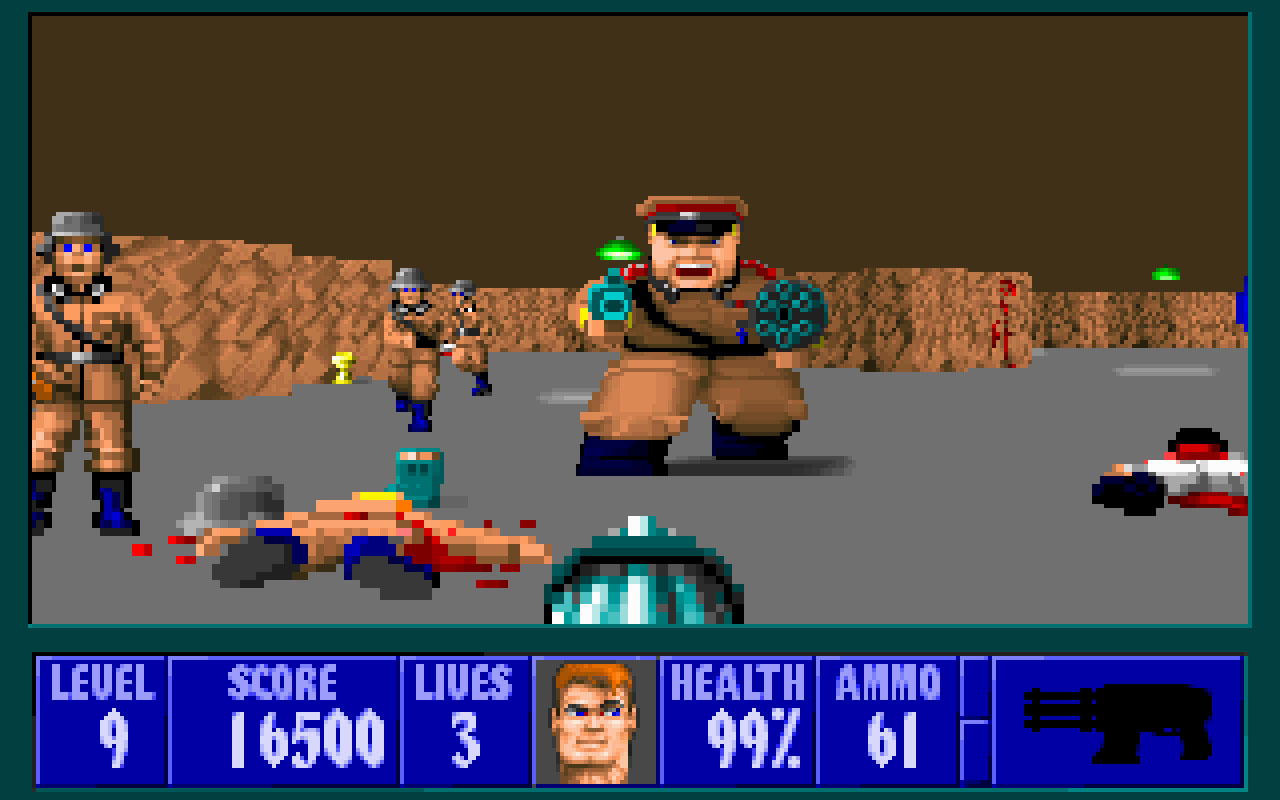 LEVEL SCORE LIVES HEALTH AMMO
9 16500 3 99% 61